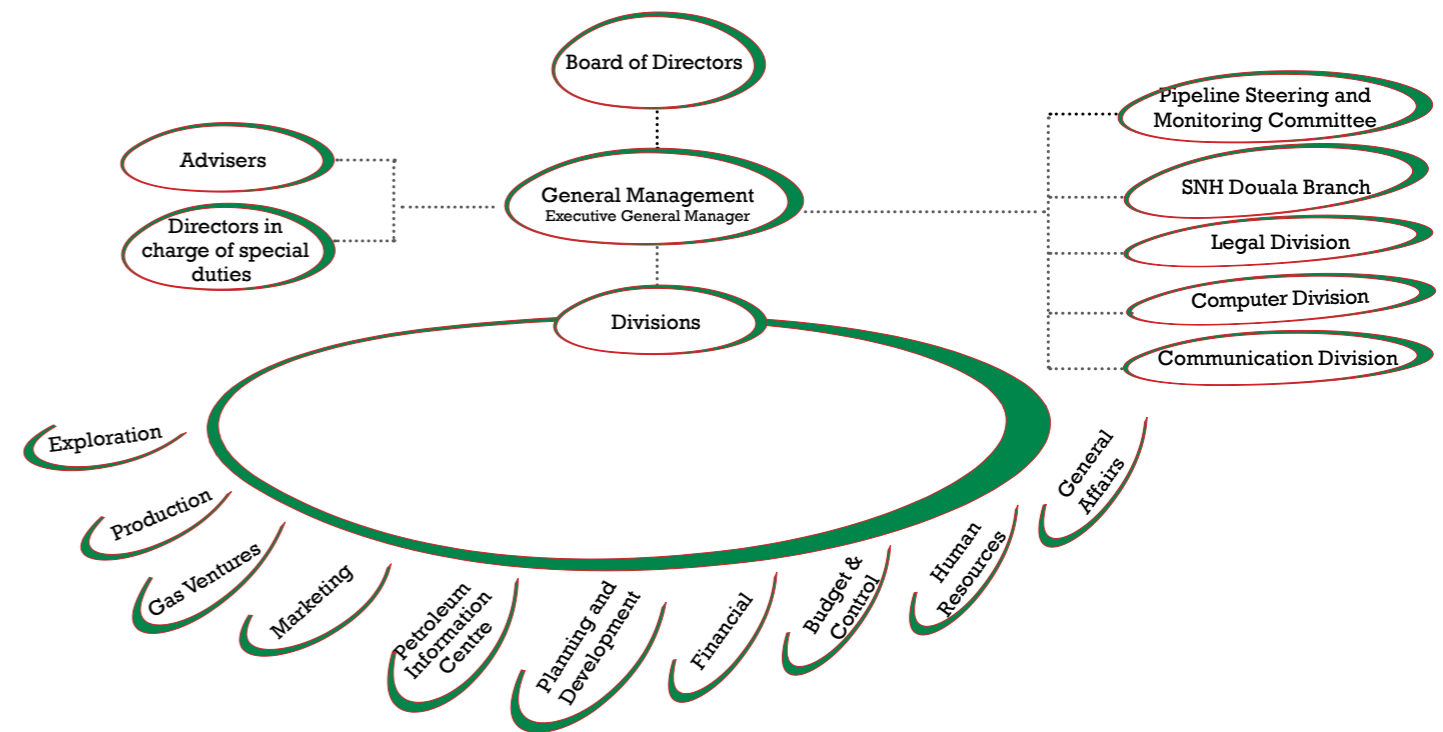 Board of Directors
Advisers
Directors in
charge of special
duties
General Management
Executive General Manager
Pipeline Steering and
Monitoring Committee
SNH Douala Branch
Legal Division
Computer Division
Communication Division
Divisions
Exploration
Production
Gas Ventures
Marketing
Petroleum
Information
Centre
Planning and
Development
Financial
Budget &
Control
Human
Resources
General
Affairs